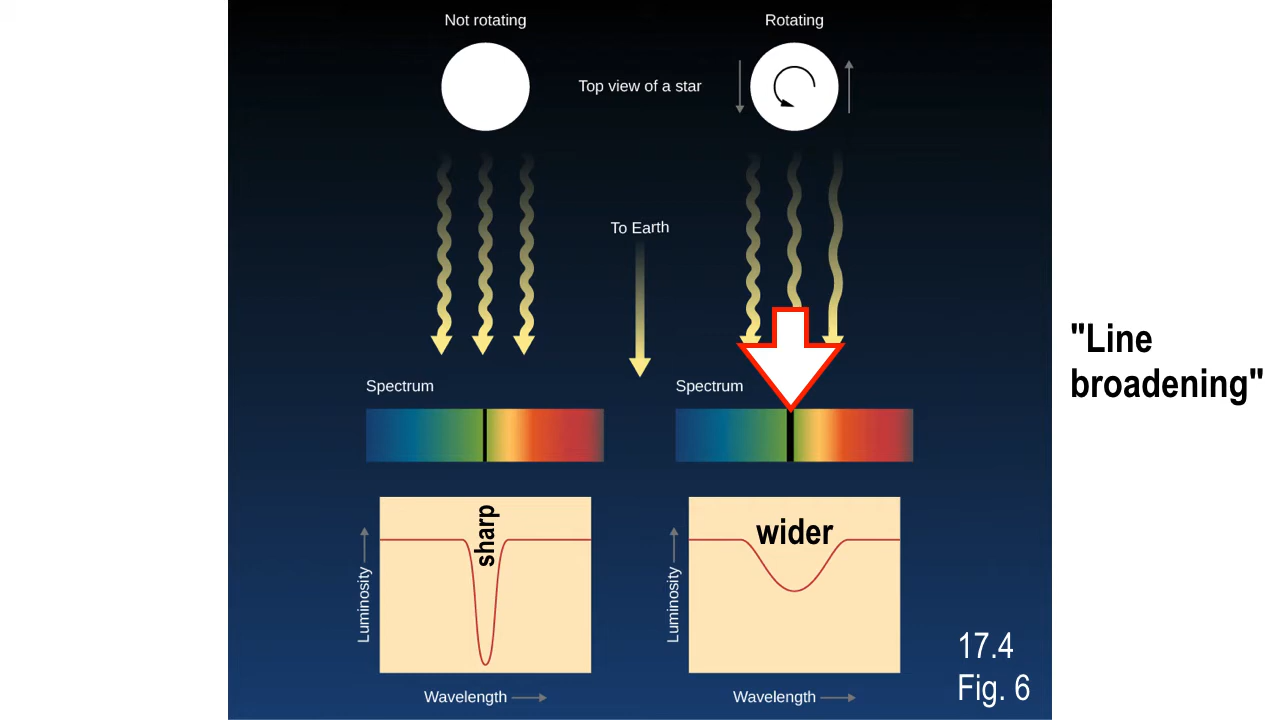 Not rotating
Rotating
Top view of a star
To Earth
"Line
broadening"
Spectrum
Spectrum
sharp
wider
Luminosity
Luminosity
17.4
Fig. 6
Wavelength
Wavelength